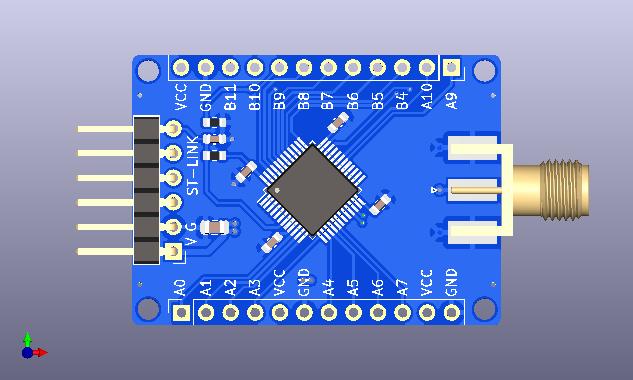 VCC GND B11 B10 B9 B8 B7 B6 B5 B4 A10 A9
ST-LINK
V G
A0 A1 A2 A3 VCC GND A4 A5 A6 A7 VCC GND